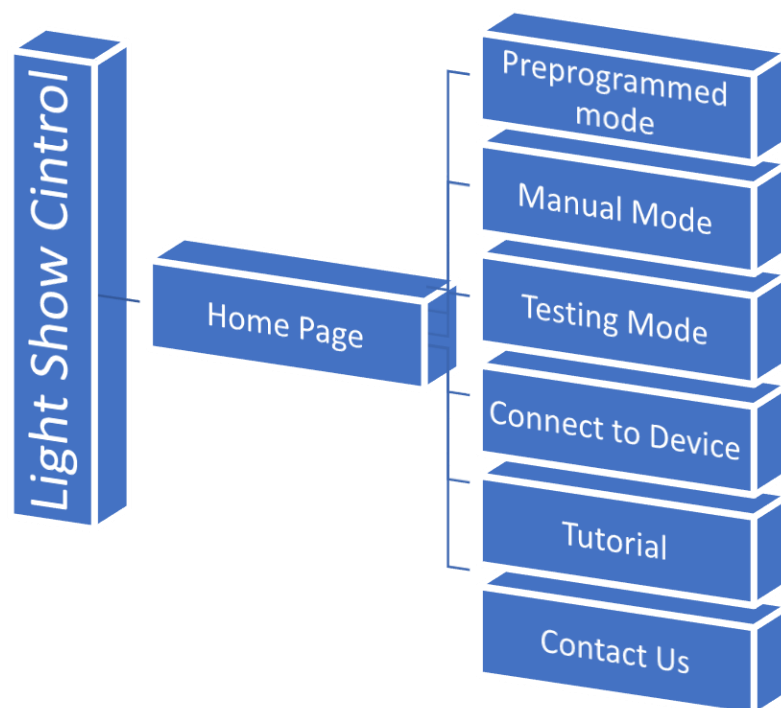 Light Show Cintrol
Home Page
Preprogrammed
mode
Manual Mode
Testing Mode
Connect to Device
Tutorial
Contact Us